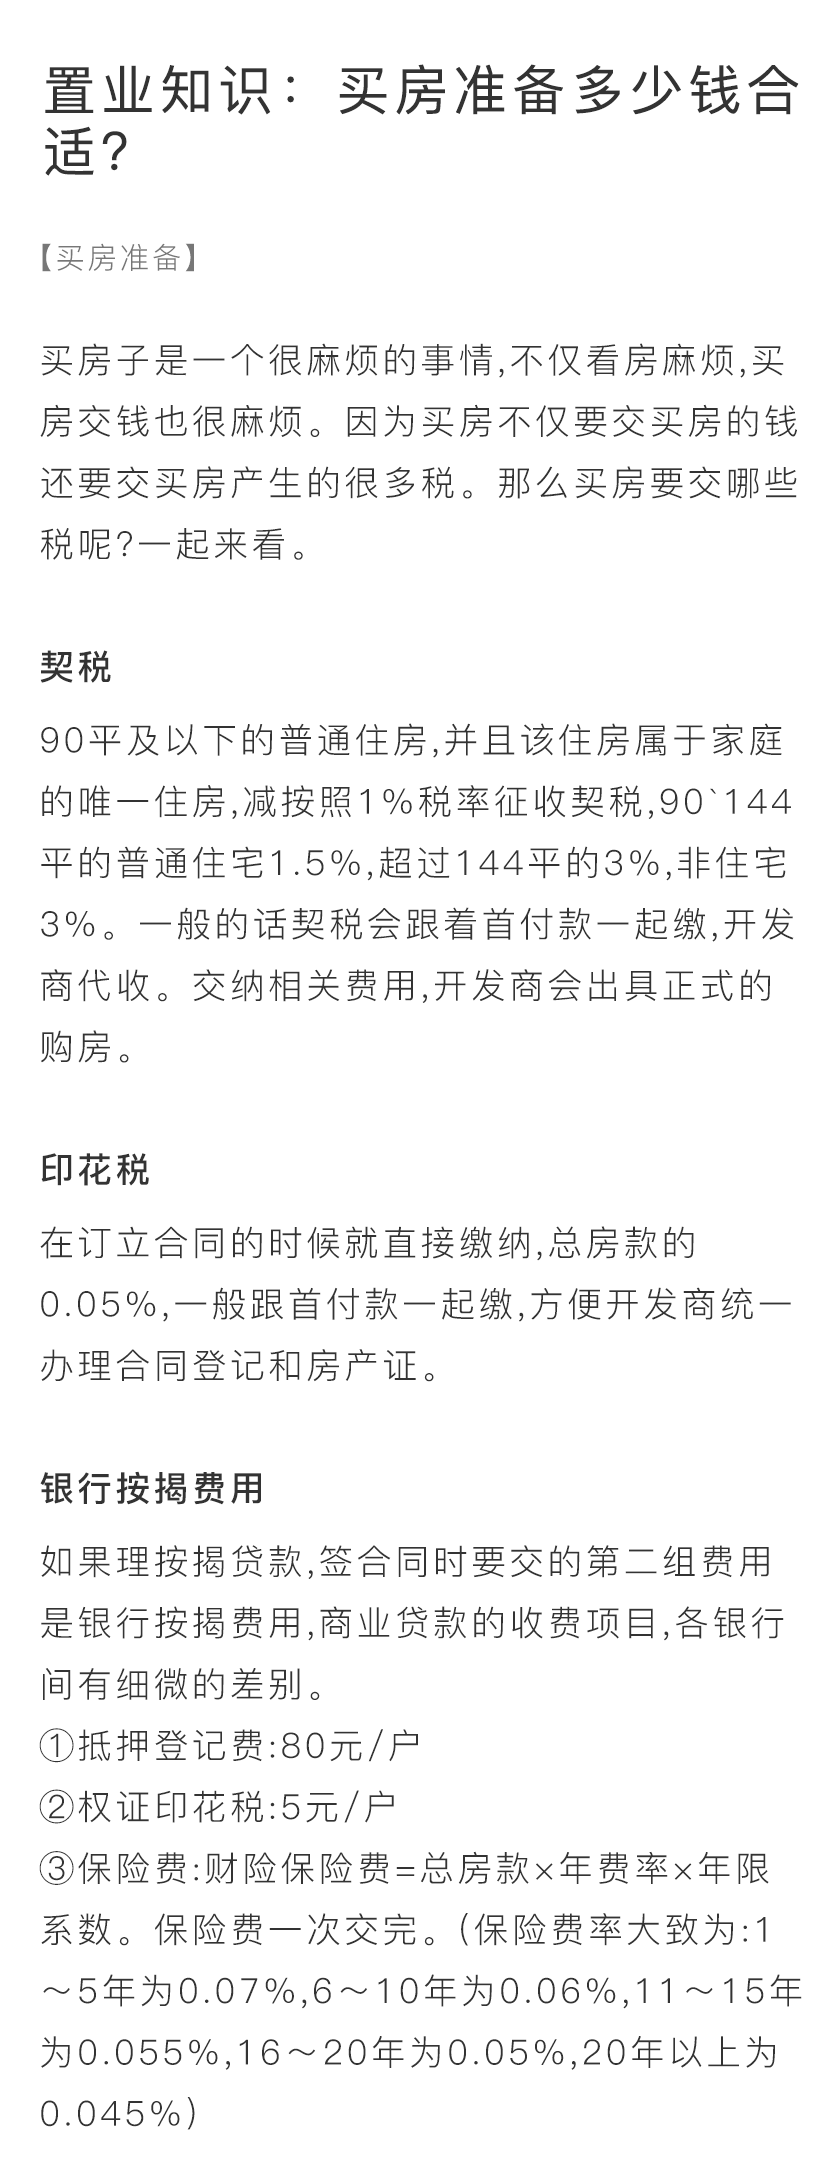 置业知识：买房准备多少钱合
适?
【买房准备】
买房子是一个很麻烦的事情,不仅看房麻烦,买
房交钱也很麻烦。因为买房不仅要交买房的钱
还要交买房产生的很多税。那么买房要交哪些
税呢?一起来看。
契税
90平及以下的普通住房,并且该住房属于家庭
的唯一住房,减按照1%税率征收契税,90`144
平的普通住宅1.5%,超过144平的3%,非住宅
3%。一般的话契税会跟着首付款一起缴,开发
商代收。交纳相关费用,开发商会出具正式的
购房。
印花税
在订立合同的时候就直接缴纳,总房款的
0.05%,一般跟首付款一起缴,方便开发商统一
办理合同登记和房产证。
银行按揭费用
如果理按揭贷款,签合同时要交的第二组费用
是银行按揭费用,商业贷款的收费项目,各银行
间有细微的差别。
①抵押登记费:80元/户
②权证印花税:5元/户
③保险费:财险保险费=总房款×年费率×年限
系数。保险费一次交完。(保险费率大致为:1
～5年为0.07%,6～10年为0.06%,11～15年
为0.055%,16～20年为0.05%,20年以上为
0.045%)